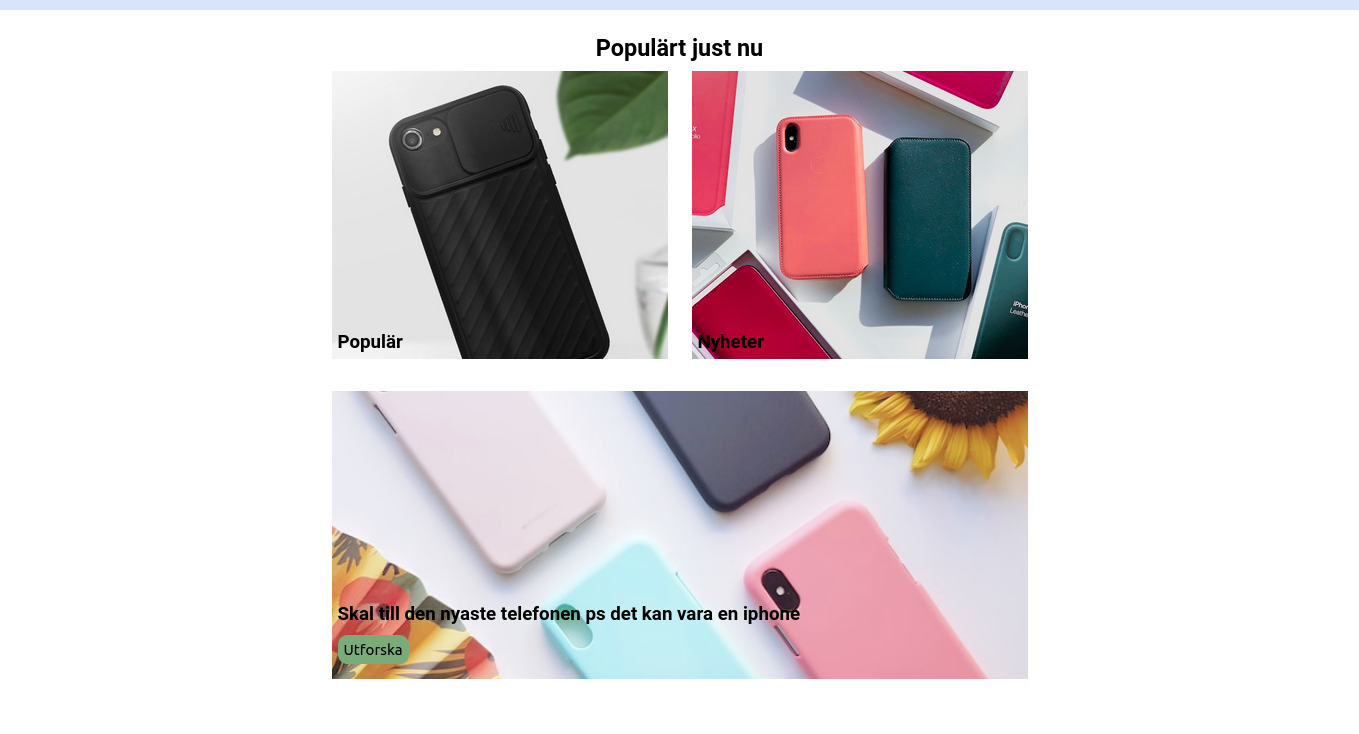 Populärt just nu
Populär
Nyheter
Skal till den nyaste telefonen ps det kan vara en iphone
Utforska